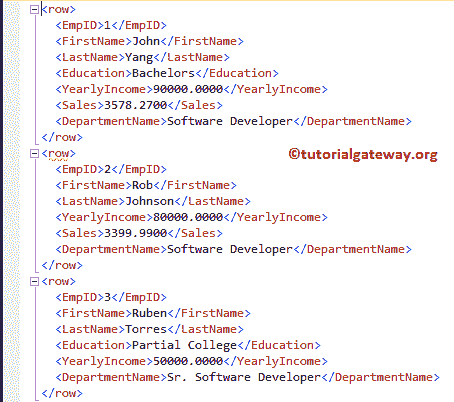 <row>
<EmpID>1</EmpID>
<FirstName>John</FirstName>
<LastName>Yang</LastName>
<Education>Bachelors</Education>
<YearlyIncome>90000.0000</YearlyIncome>
<Sales>3578.2700</Sales>
<DepartmentName>Software Developer</DepartmentName>
</row>
<row> ©tutorialgateway.org
<EmpID>2</EmpID>
<FirstName>Rob</FirstName>
<LastName>Johnson</LastName>
<YearlyIncome>80000.0000</YearlyIncome>
<Sales>3399.9900</Sales>
<DepartmentName>Software Developer</DepartmentName>
</row>
<row>
<EmpID>3</EmpID>
<FirstName>Ruben</FirstName>
<LastName>Torres</LastName>
<Education>Partial College</Education>
<YearlyIncome>50000.0000</YearlyIncome>
<DepartmentName>Sr. Software Developer</DepartmentName>
</row>